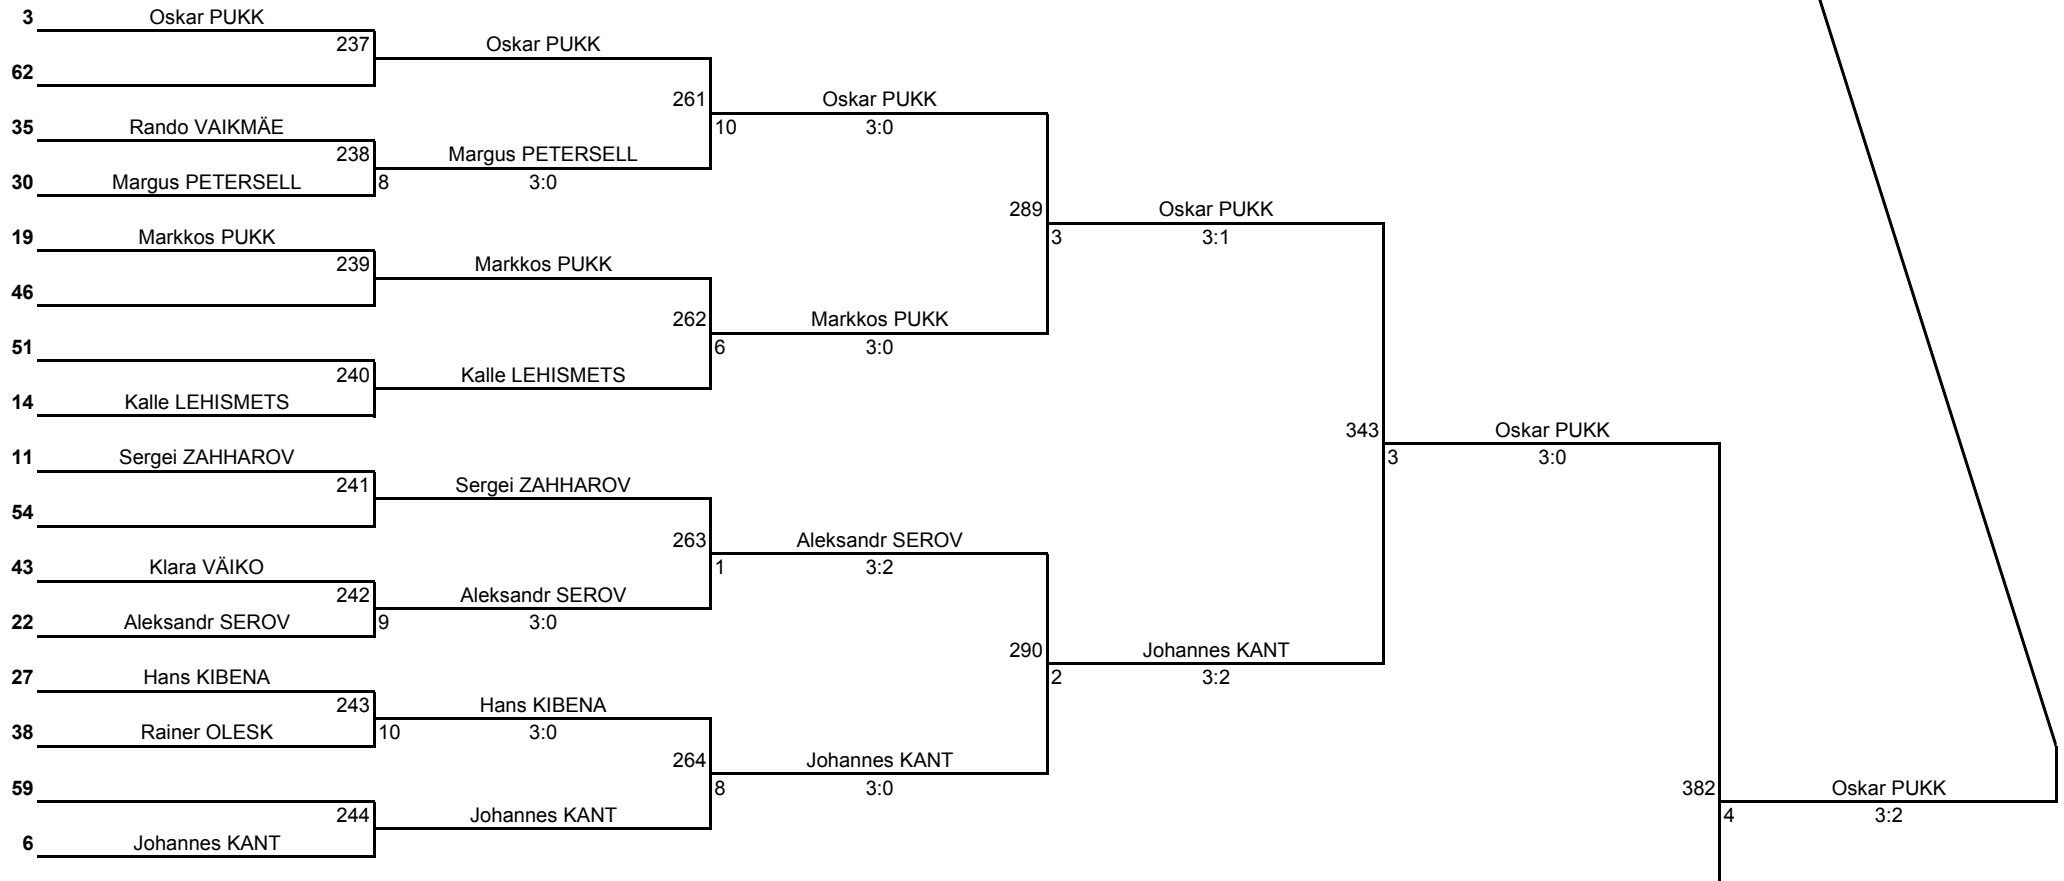 3 Oskar PUKK
237 Oskar PUKK
62
261 Oskar PUKK
35 Rando VAIKMÄE
10 3:0
238 Margus PETERSELL
30 Margus PETERSELL 8 3:0
289 Oskar PUKK
19 Markkos PUKK
3 3:1
239 Markkos PUKK
46
262 Markkos PUKK
51
6 3:0
240 Kalle LEHISMETS
14 Kalle LEHISMETS
343 Oskar PUKK
11 Sergei ZAHHAROV
3 3:0
241 Sergei ZAHHAROV
54
263 Aleksandr SEROV
43 Klara VÄIKO
1 3:2
242 Aleksandr SEROV
22 Aleksandr SEROV 9 3:0
290 Johannes KANT
27 Hans KIBENA
2 3:2
243 Hans KIBENA
38 Rainer OLESK 10 3:0
264 Johannes KANT
59
8 3:0
382 Oskar PUKK
244 Johannes KANT
4 3:2
6 Johannes KANT